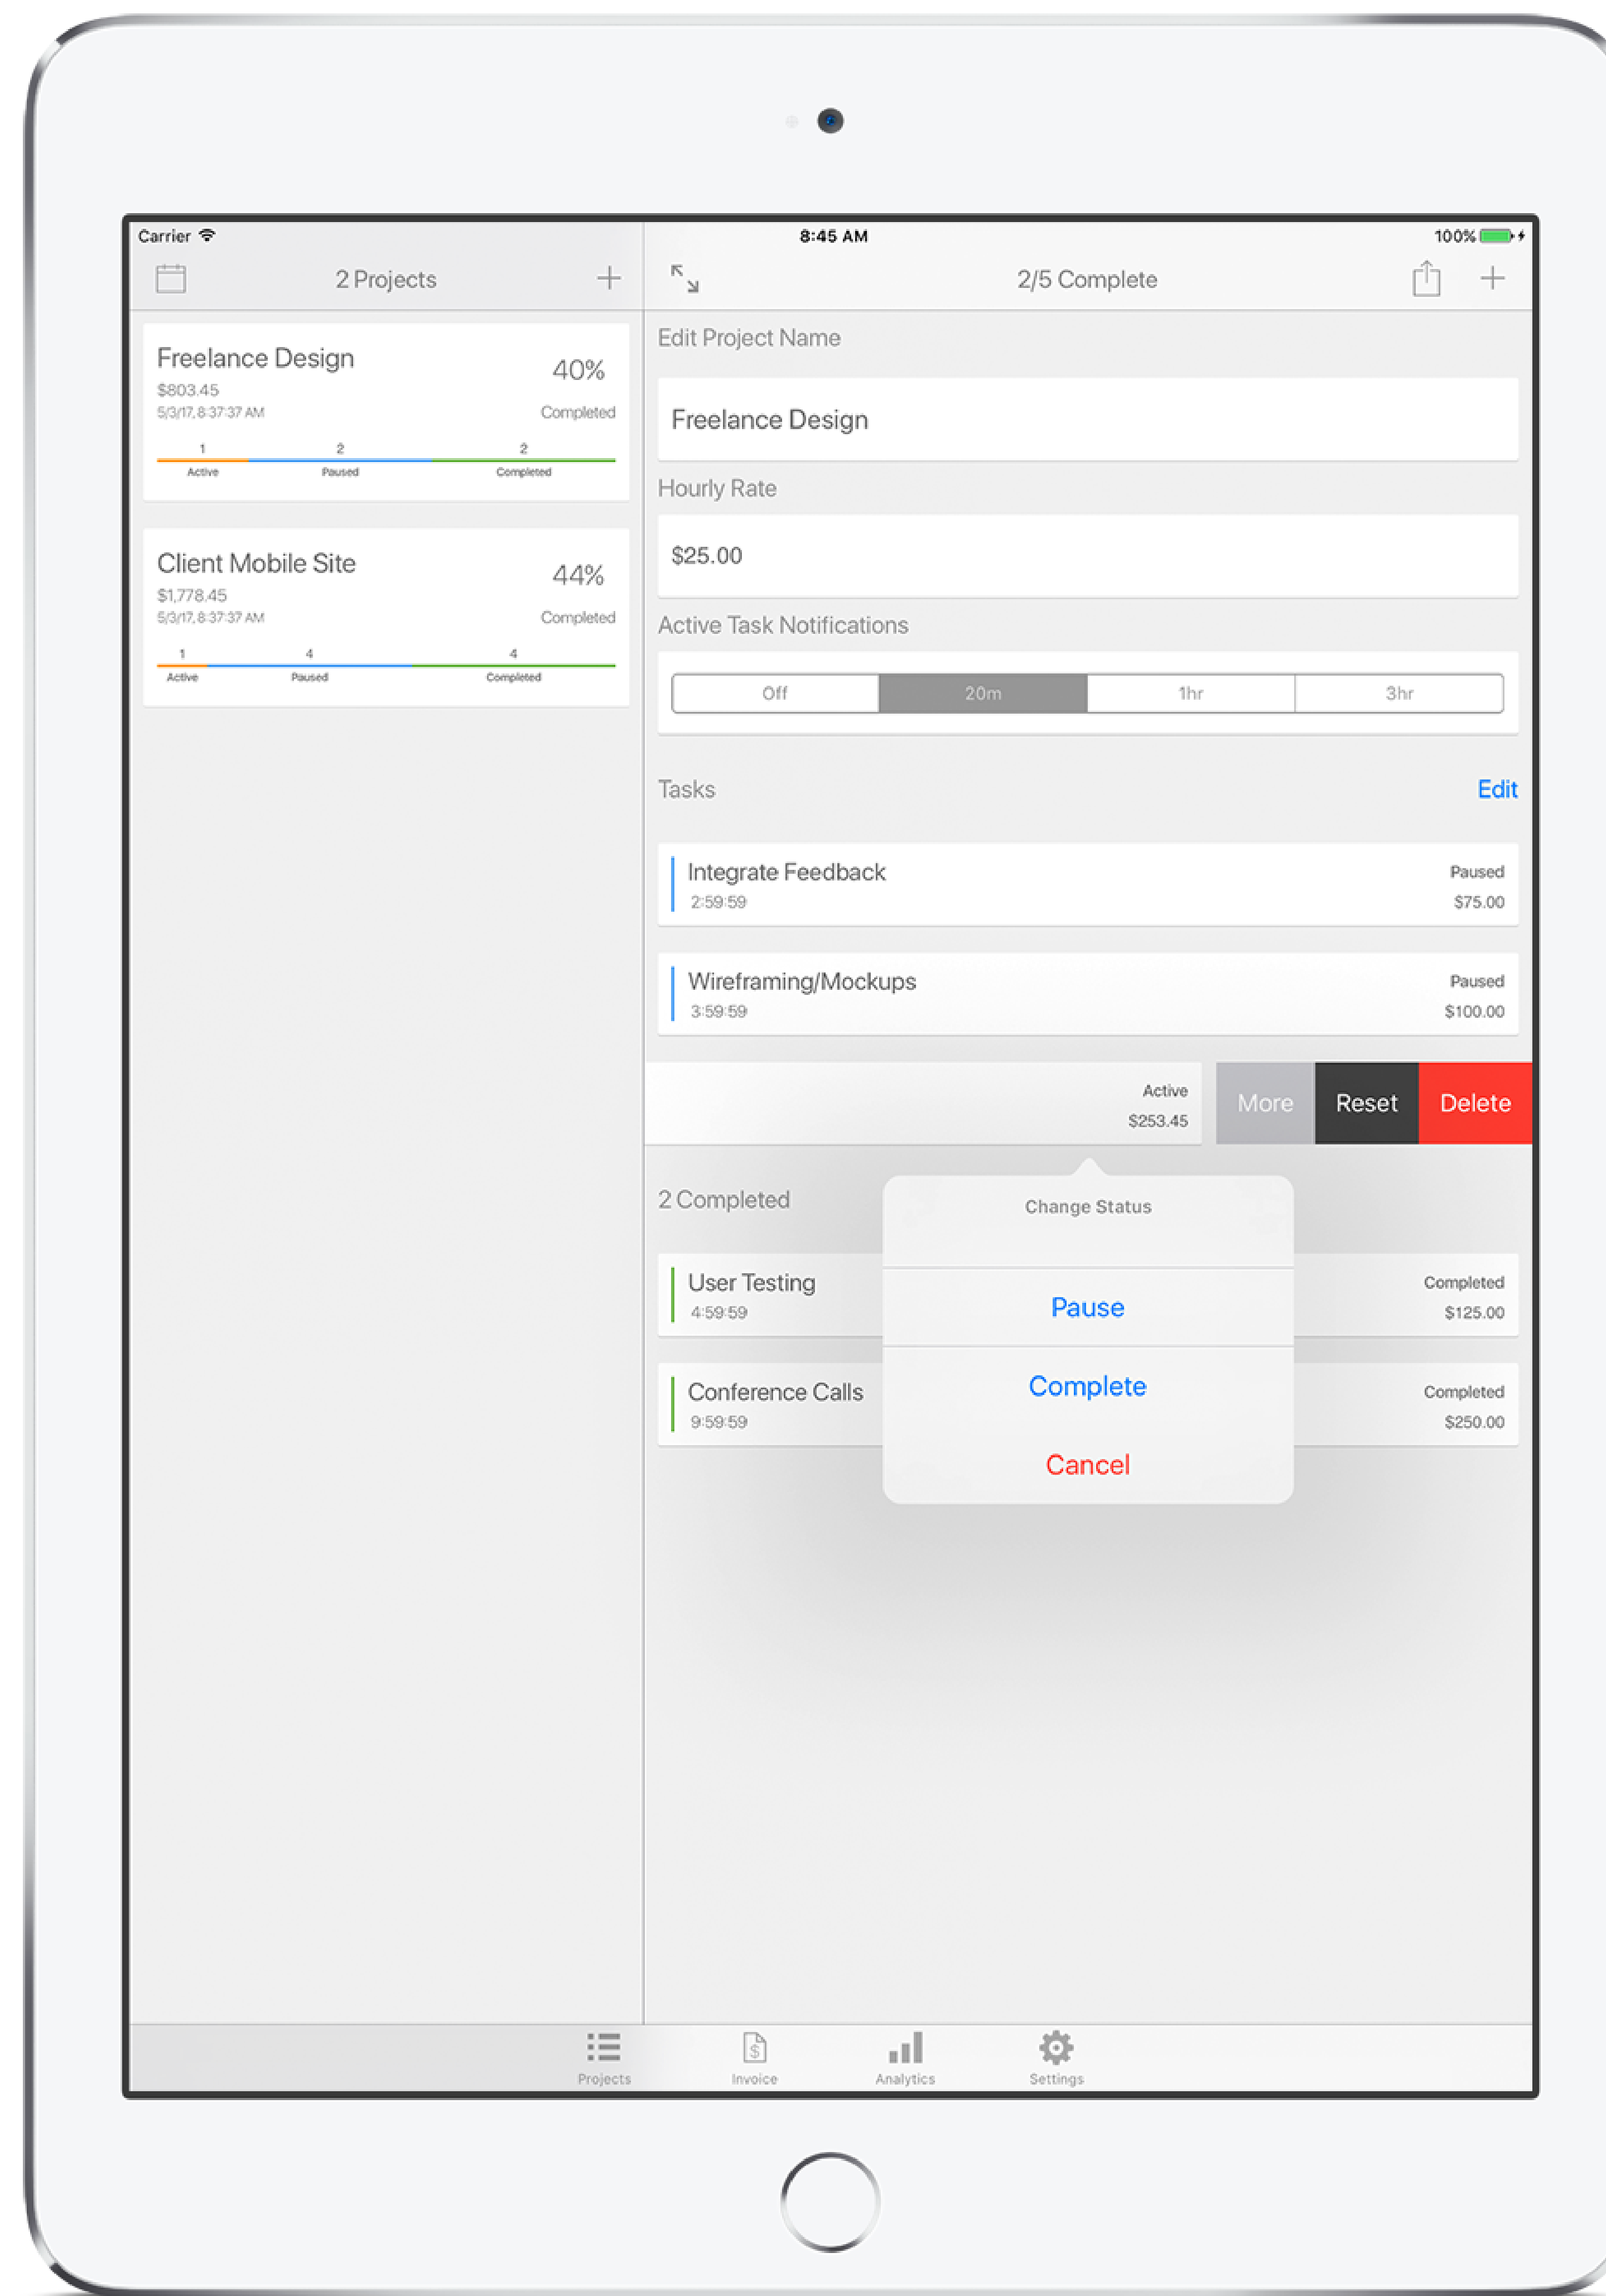 Carrier
8:45 AM
100%
2 Projects
2/5 Complete
Freelance Design
$803.45
5/3/17, 8:37:37 AM
40%
Completed
1
2
2
Active
Paused
Completed
Client Mobile Site
$1,778.45
5/3/17, 8:37:37 AM
44%
Completed
1
4
4
Active
Paused
Completed
Edit Project Name
Freelance Design
Hourly Rate
$25.00
Active Task Notifications
Off
20m
1hr
3hr
Tasks
Edit
Integrate Feedback
2:59:59
Paused
$75.00
Wireframing/Mockups
3:59:59
Paused
$100.00
Active
$253.45
More
Reset
Delete
2 Completed
User Testing
4:59:59
Completed
$125.00
Conference Calls
9:59:59
Completed
$250.00
Change Status
Pause
Complete
Cancel
$
Projects
Invoice
Analytics
Settings